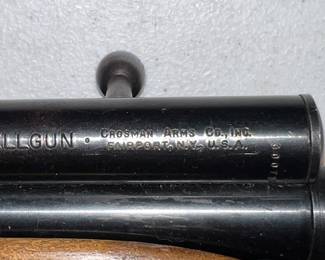 ALLGUN · CROSMAN ARMS CO., INC.
FAIRPORT, N.Y., U.S.A.